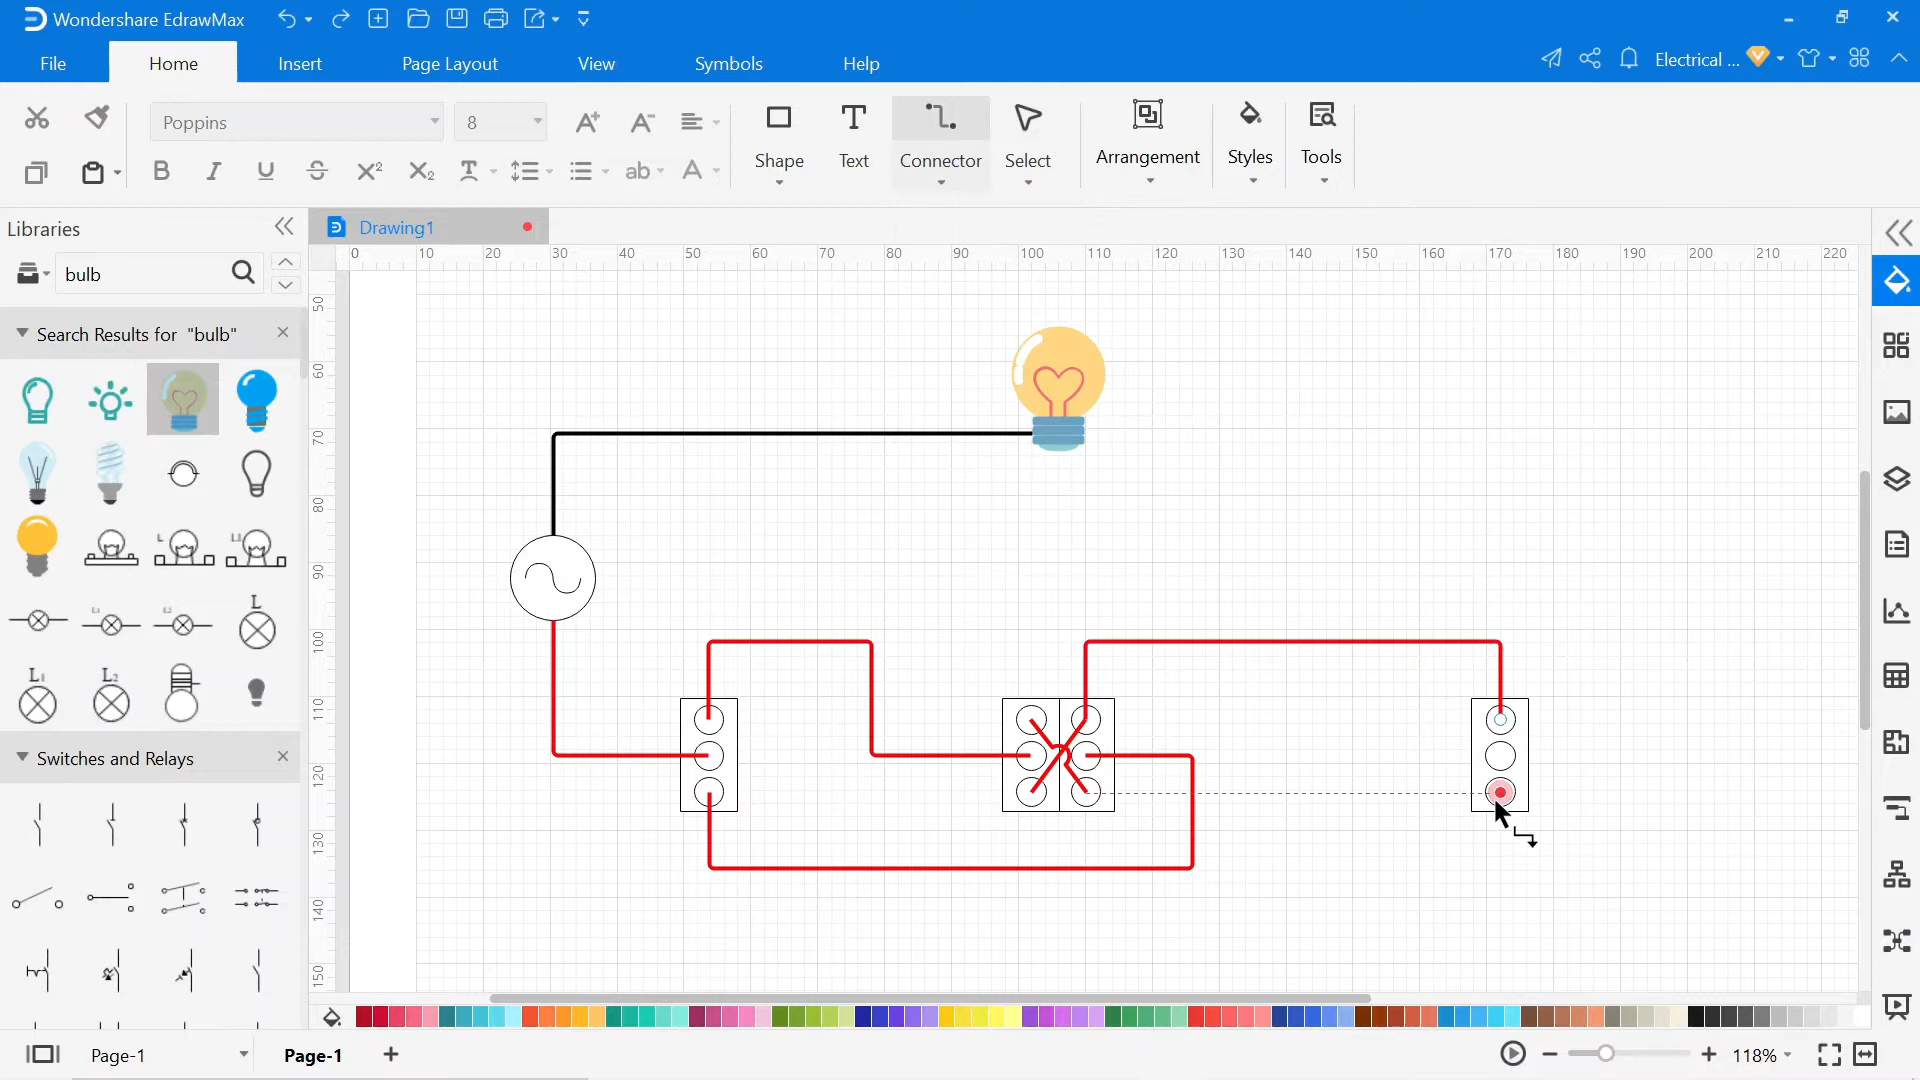 Wondershare EdrawMax
File Home Insert Page Layout View Symbols Help
Electrical ...
Poppins 8
Shape Text Connector Select Arrangement Styles Tools
Libraries
bulb
Search Results for "bulb"
L
L₁ L₂
Switches and Relays
Drawing1
0 10 20 30 40 50 60 70 80 90 100 110 120 130 140 150 160 170 180 190 200 210 220
50
60
70
80
90
100
110
120
130
140
150
Page-1 Page-1 118%